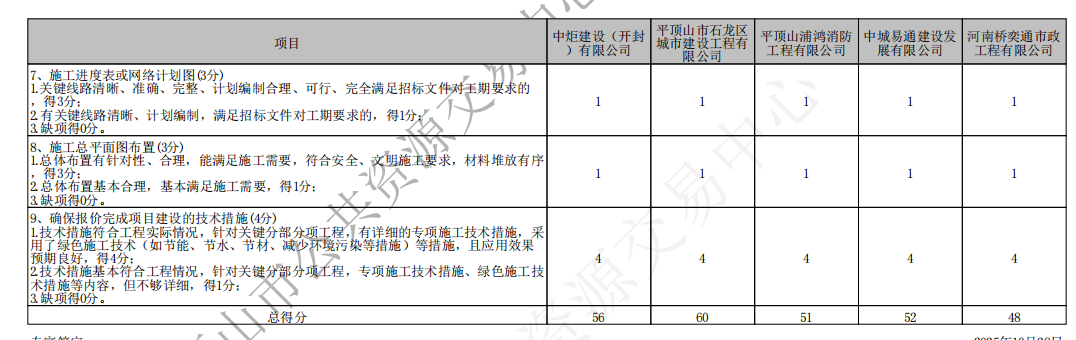 项目
中炬建设（开封
）有限公司
平顶山市石龙区
城市建设工程有
限公司
平顶山浦鸿消防
工程有限公司
中城易通建设发
展有限公司
河南桥奕通市政
工程有限公司
7、施工进度表或网络计划图(3分)
1.关键线路清晰、准确、完整、计划编制合理、可行、完全满足招标文件对工期要求的
，得3分；
2.有关键线路清晰、计划编制，满足招标文件对工期要求的，得1分；
3.缺项得0分。
1 1 1 1 1
8、施工总平面图布置(3分)
1.总体布置有针对性、合理，能满足施工需要，符合安全、文明施工要求，材料堆放有序
，得3分；
2.总体布置基本合理，基本满足施工需要，得1分；
3.缺项得0分。
1 1 1 1 1
9、确保报价完成项目建设的技术措施(4分)
1.技术措施符合工程实际情况，针对关键分部分项工程，有详细的专项施工技术措施，采
用了绿色施工技术（如节能、节水、节材、减少环境污染等措施）等措施，且应用效果
预期良好，得4分；
2.技术措施基本符合工程情况，针对关键分部分项工程，专项施工技术措施、绿色施工技
术措施等内容，但不够详细，得1分；
3.缺项得0分。
4 4 4 4 4
总得分 56 60 51 52 48
山市公共资源交易中心
资源交易中心